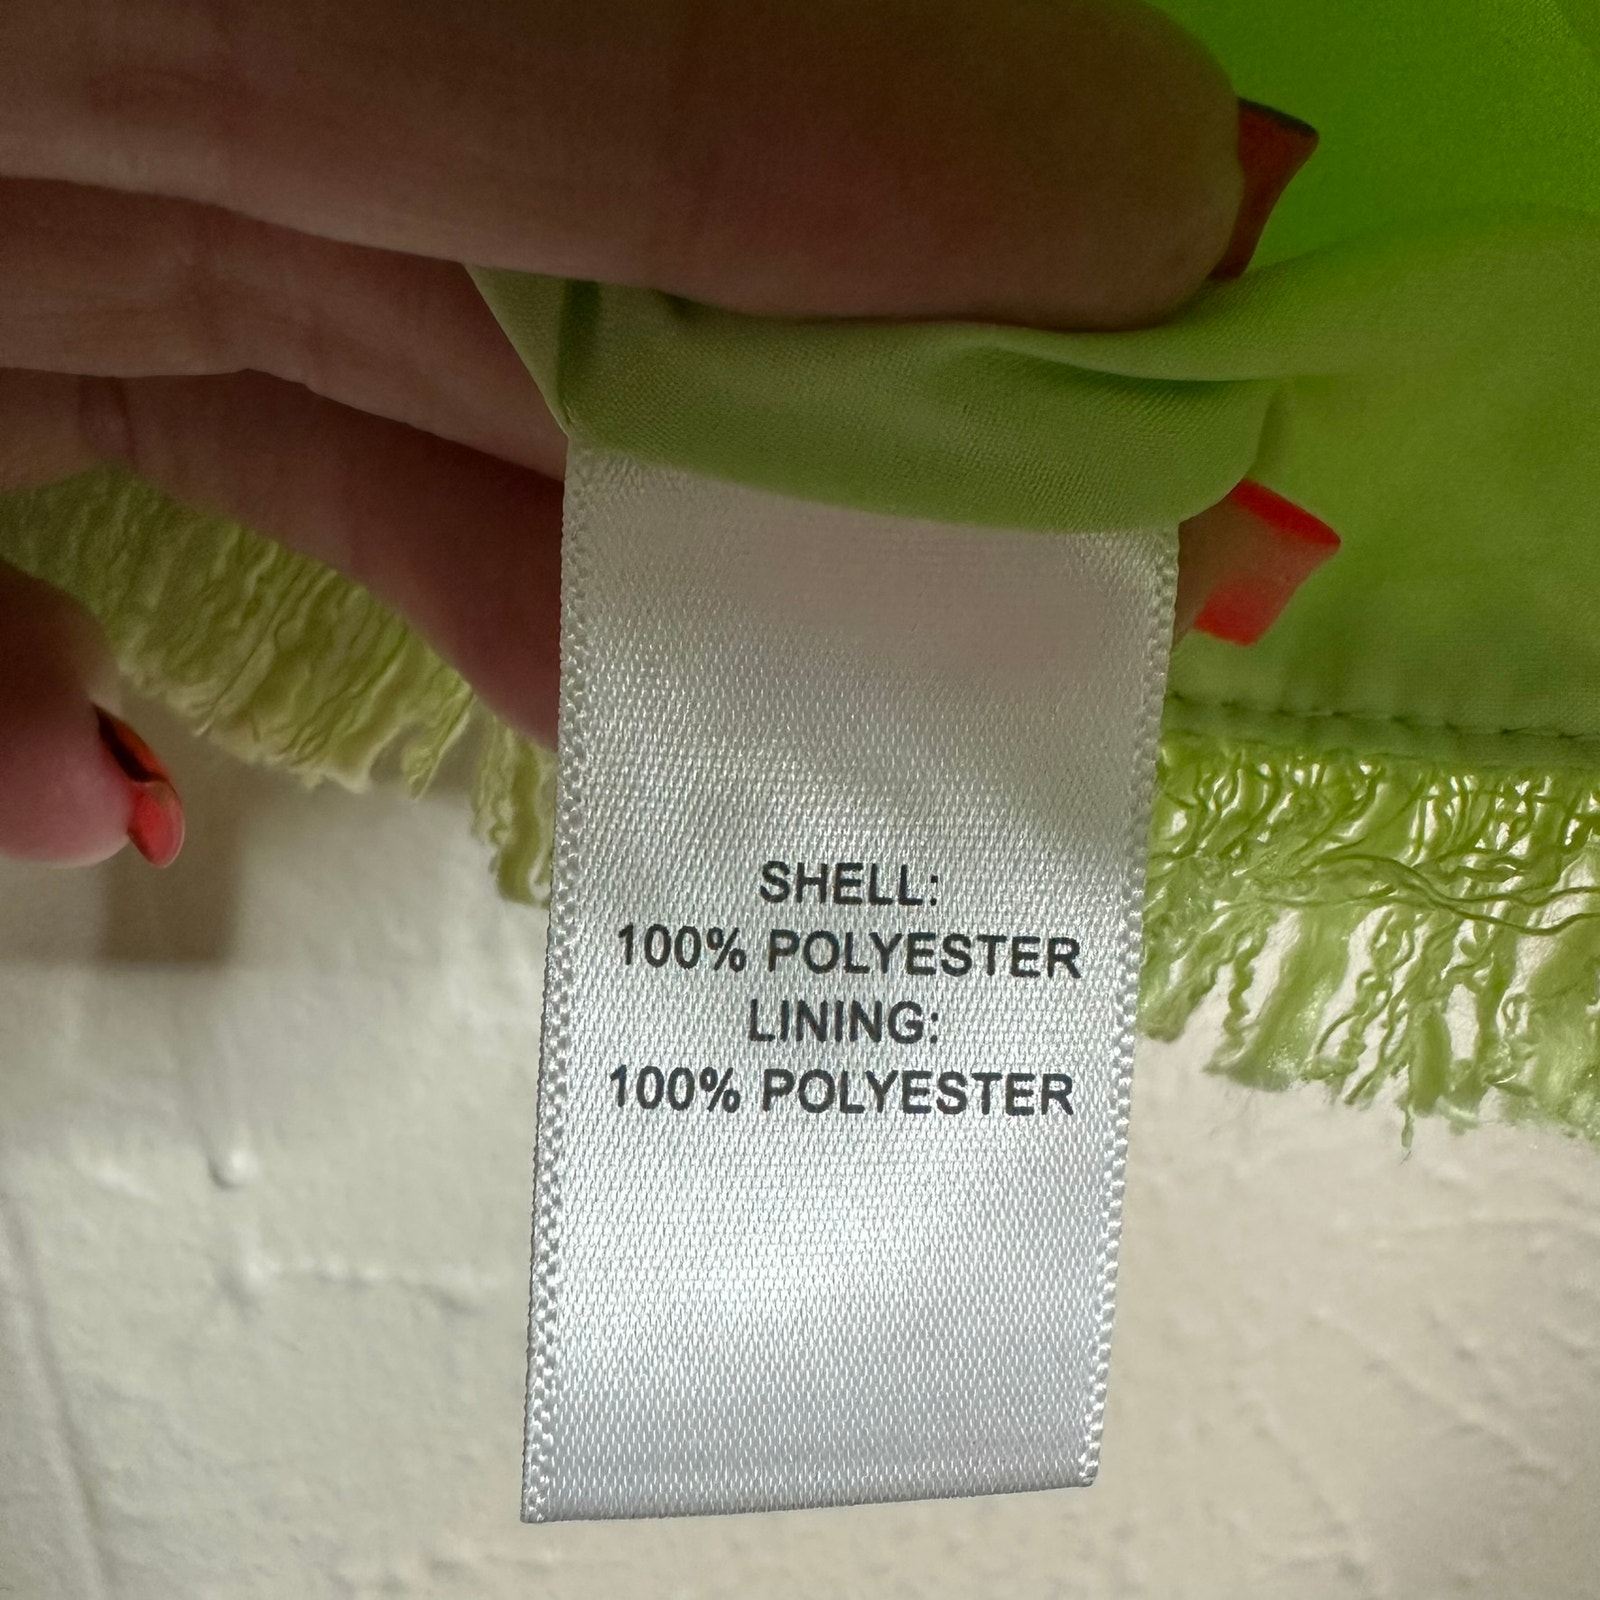 SHELL:
100% POLYESTER
LINING:
100% POLYESTER